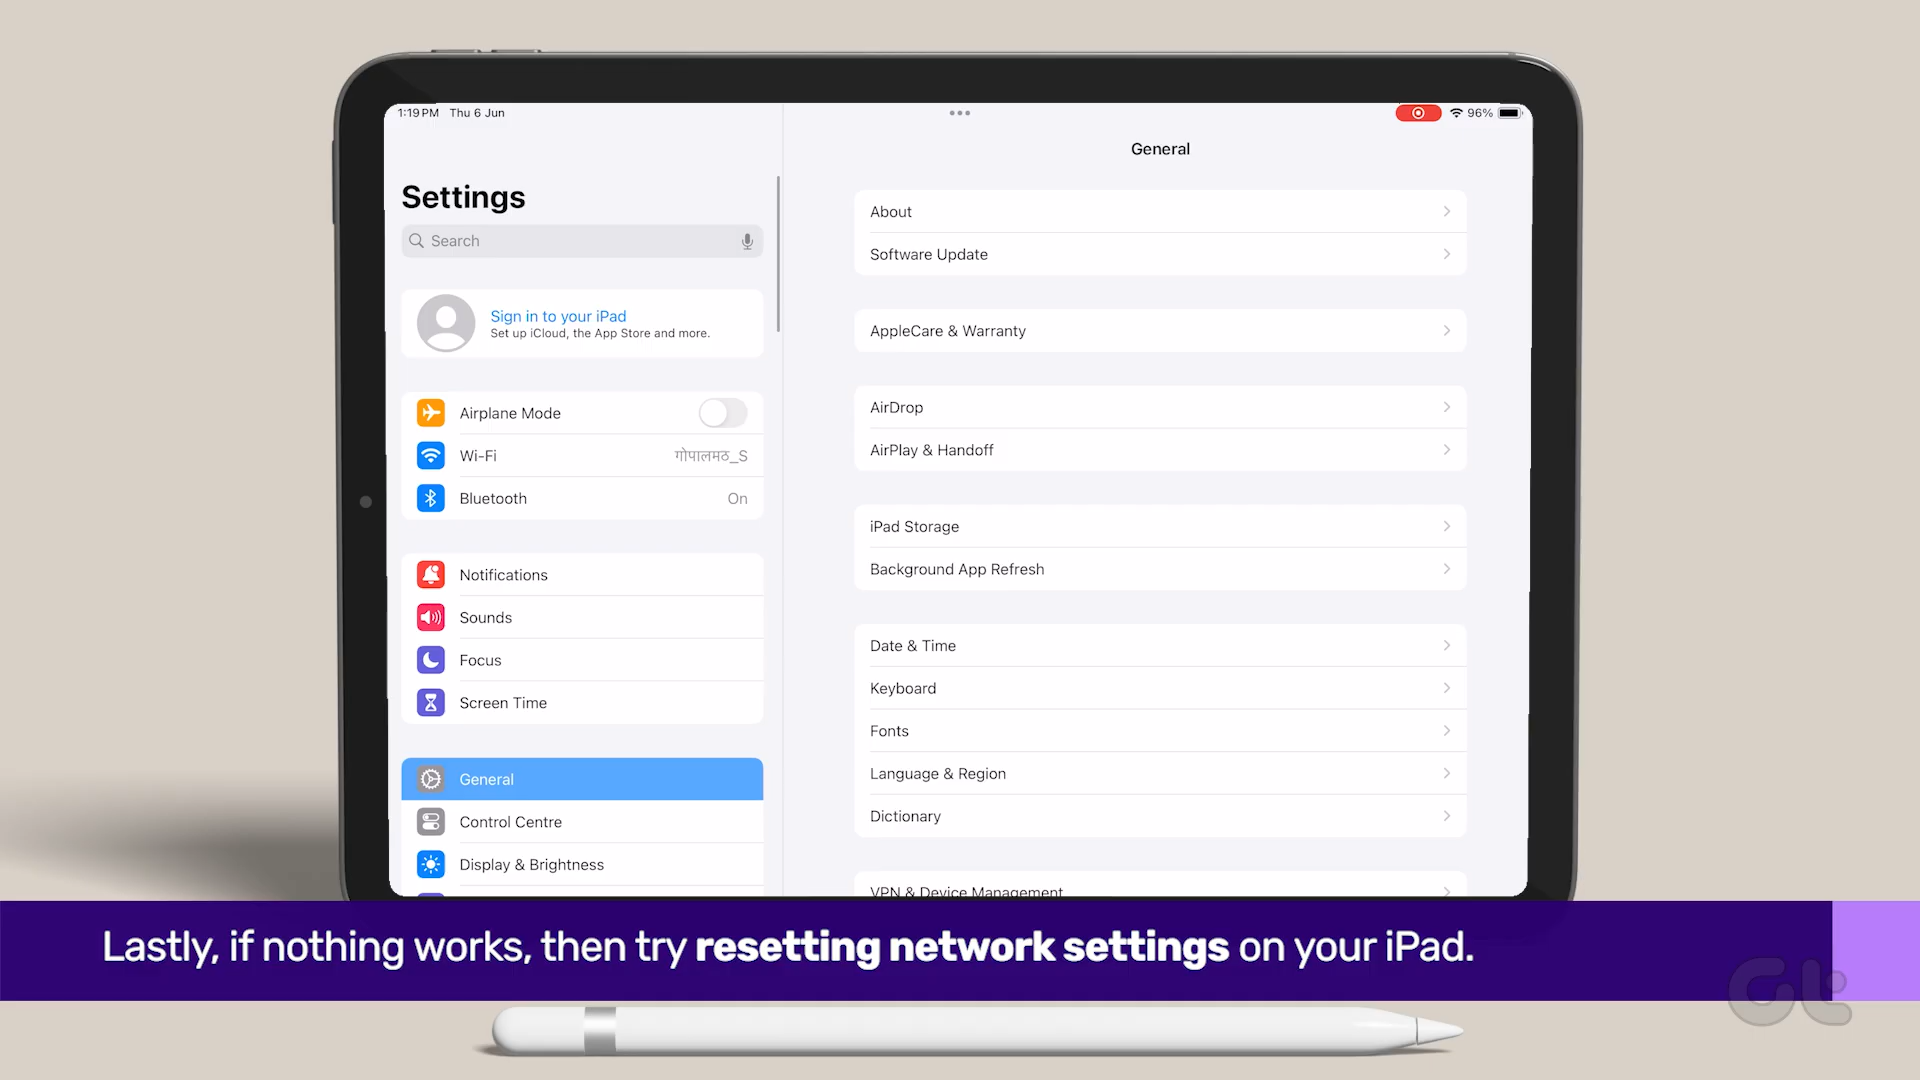 1:19 PM Thu 6 Jun
96%
Settings
Search
Sign in to your iPad
Set up iCloud, the App Store and more.
Airplane Mode
Wi-Fi गोपालमठ_S
Bluetooth On
Notifications
Sounds
Focus
Screen Time
General
Control Centre
Display & Brightness
General
About
Software Update
AppleCare & Warranty
AirDrop
AirPlay & Handoff
iPad Storage
Background App Refresh
Date & Time
Keyboard
Fonts
Language & Region
Dictionary
VPN & Device Management
Lastly, if nothing works, then try resetting network settings on your iPad.
Gt